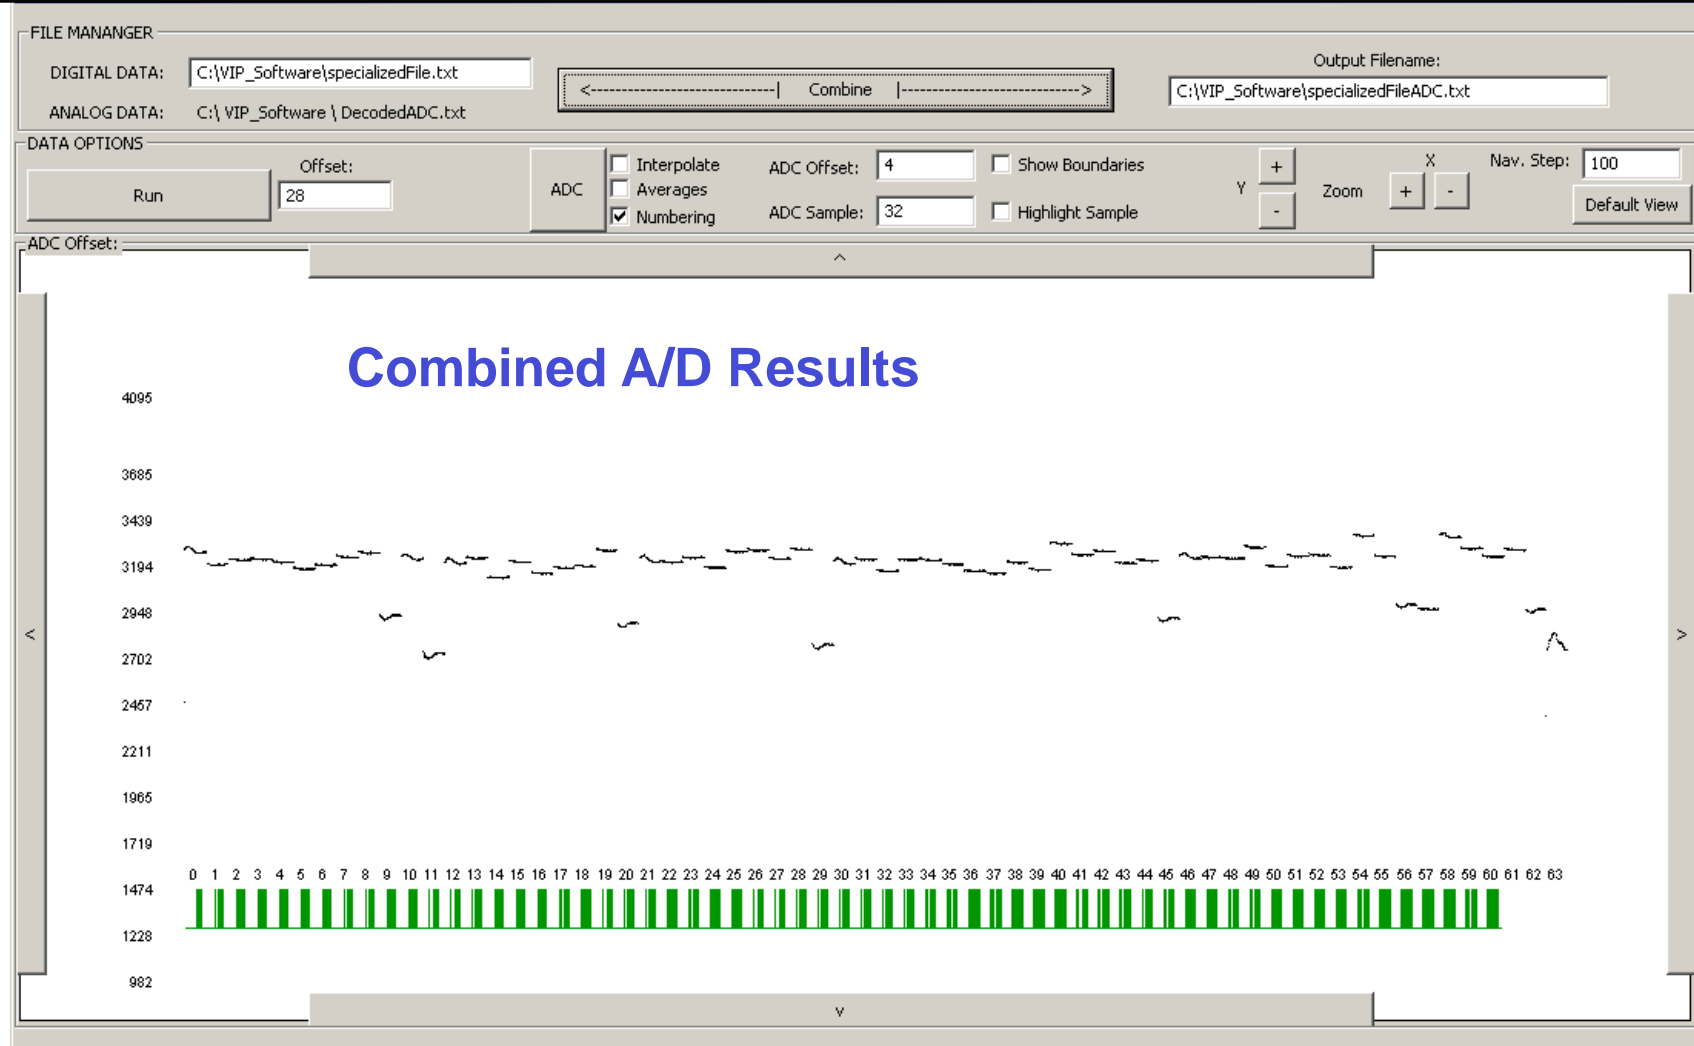 FILE MANANGER
DIGITAL DATA: C:\VIP_Software\specializedFile.txt
ANALOG DATA: C:\ VIP_Software \ DecodedADC.txt
<----------------------------| Combine |---------------------------->
Output Filename:
C:\VIP_Software\specializedFileADC.txt
DATA OPTIONS
Run
Offset:
28
ADC
Interpolate
Averages
Numbering
ADC Offset: 4
ADC Sample: 32
Show Boundaries
Highlight Sample
Y
+
-
Zoom
X
+ -
Nav. Step: 100
Default View
ADC Offset:
^
Combined A/D Results
4095
3685
3439
3194
2948
<
>
2702
2457
2211
1965
1719
0 1 2 3 4 5 6 7 8 9 10 11 12 13 14 15 16 17 18 19 20 21 22 23 24 25 26 27 28 29 30 31 32 33 34 35 36 37 38 39 40 41 42 43 44 45 46 47 48 49 50 51 52 53 54 55 56 57 58 59 60 61 62 63
1474
1228
982
v